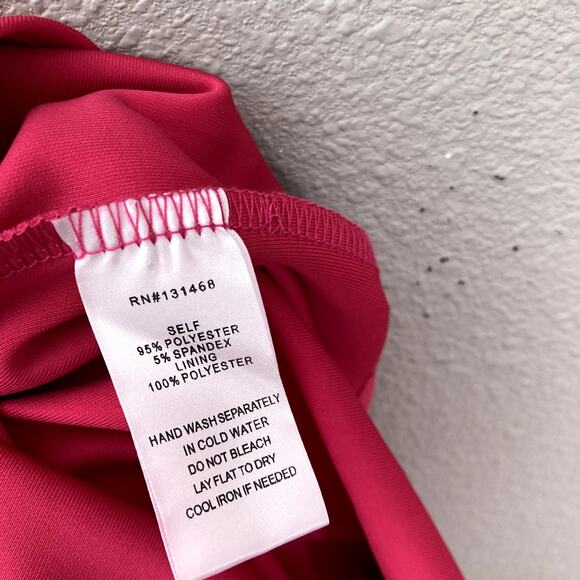 RN#131468
SELF
95% POLYESTER
5% SPANDEX
LINING
100% POLYESTER
HAND WASH SEPARATELY
IN COLD WATER
DO NOT BLEACH
LAY FLAT TO DRY
COOL IRON IF NEEDED